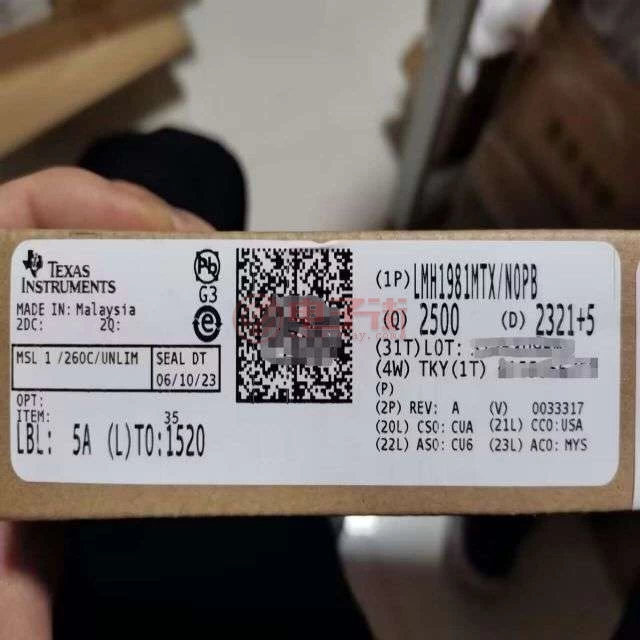 TEXAS
INSTRUMENTS
Pb
G3
e
MADE IN: Malaysia
2DC: 2Q:
MSL 1 /260C/UNLIM
SEAL DT
06/10/23
OPT:
ITEM:
35
LBL: 5A (L)TO:1520
(1P) LMH1981MTX/NOPB
(Q) 2500 (D) 2321+5
(31T)LOT:
(4W) TKY(1T)
(P)
(2P) REV: A (V) 0033317
(20L) CSO: CUA (21L) CCO:USA
(22L) ASO: CU6 (23L) ACO: MYS